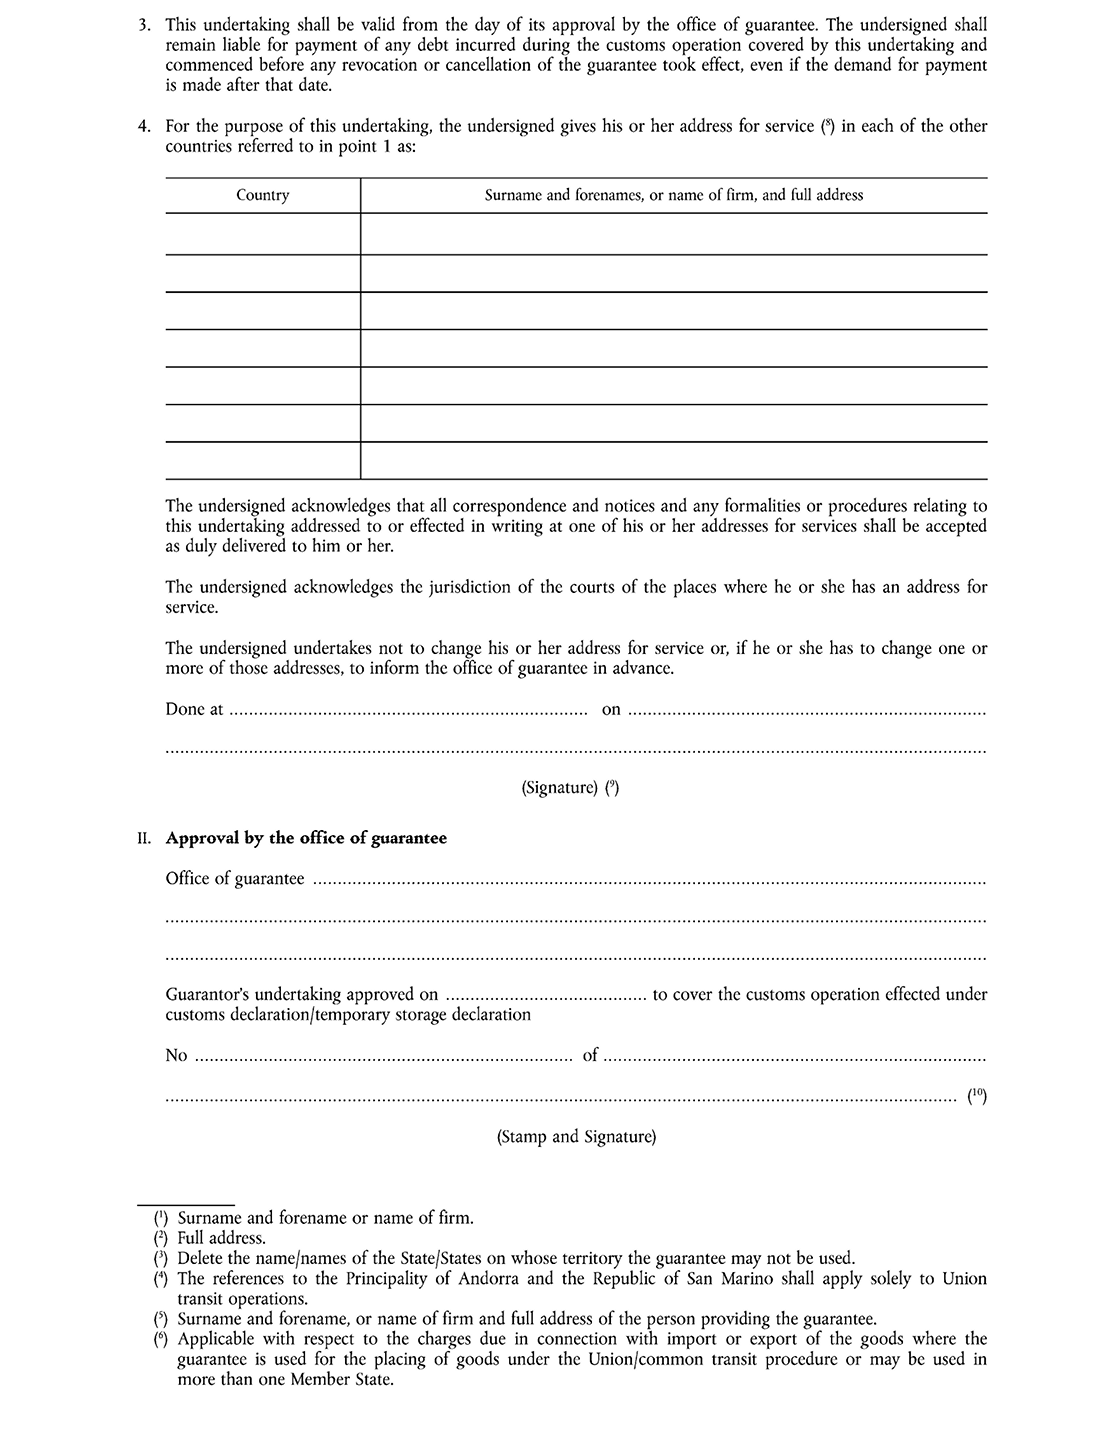 3. This undertaking shall be valid from the day of its approval by the office of guarantee. The undersigned shall
remain liable for payment of any debt incurred during the customs operation covered by this undertaking and
commenced before any revocation or cancellation of the guarantee took effect, even if the demand for payment
is made after that date.
4. For the purpose of this undertaking, the undersigned gives his or her address for service (⁸) in each of the other
countries referred to in point 1 as:
Country Surname and forenames, or name of firm, and full address
The undersigned acknowledges that all correspondence and notices and any formalities or procedures relating to
this undertaking addressed to or effected in writing at one of his or her addresses for services shall be accepted
as duly delivered to him or her.
The undersigned acknowledges the jurisdiction of the courts of the places where he or she has an address for
service.
The undersigned undertakes not to change his or her address for service or, if he or she has to change one or
more of those addresses, to inform the office of guarantee in advance.
Done at ........................................................................ on ........................................................................
....................................................................................................................................................................
(Signature) (⁹)
II. Approval by the office of guarantee
Office of guarantee .......................................................................................................................................
....................................................................................................................................................................
....................................................................................................................................................................
Guarantor's undertaking approved on ......................................... to cover the customs operation effected under
customs declaration/temporary storage declaration
No ............................................................................. of .............................................................................
............................................................................................................................................................... (¹⁰)
(Stamp and Signature)
(¹) Surname and forename or name of firm.
(²) Full address.
(³) Delete the name/names of the State/States on whose territory the guarantee may not be used.
(⁴) The references to the Principality of Andorra and the Republic of San Marino shall apply solely to Union
transit operations.
(⁵) Surname and forename, or name of firm and full address of the person providing the guarantee.
(⁶) Applicable with respect to the charges due in connection with import or export of the goods where the
guarantee is used for the placing of goods under the Union/common transit procedure or may be used in
more than one Member State.